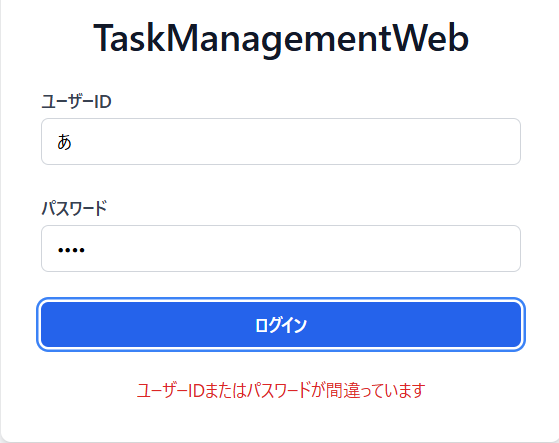 TaskManagementWeb
ユーザーID
あ
パスワード
••••
ログイン
ユーザーIDまたはパスワードが間違っています